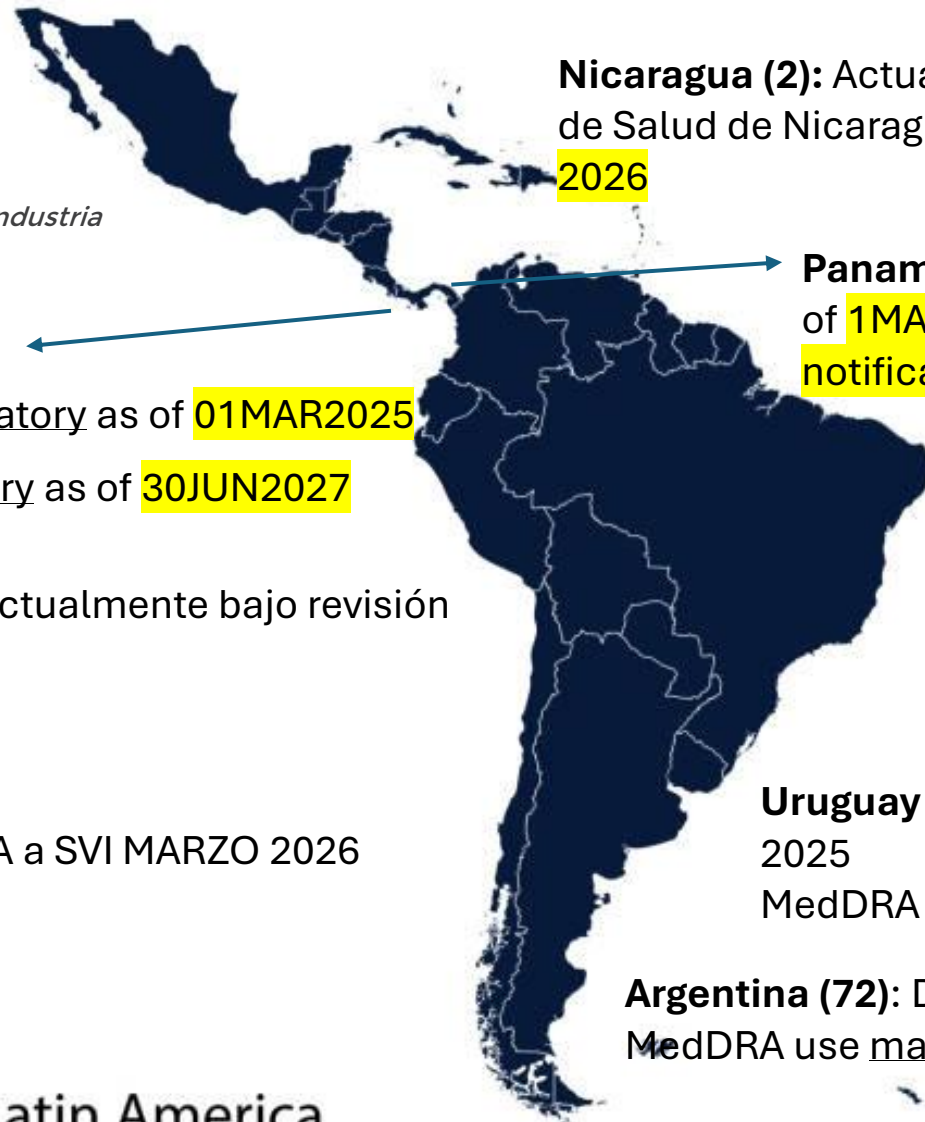 Nicaragua (2): Actua
de Salud de Nicarag
2026
ndustria
Panam
of 1MA
notifica
atory as of 01MAR2025
ry as of 30JUN2027
ctualmente bajo revisión
A a SVI MARZO 2026
Uruguay
2025
MedDRA
Argentina (72): D
MedDRA use ma
atin America